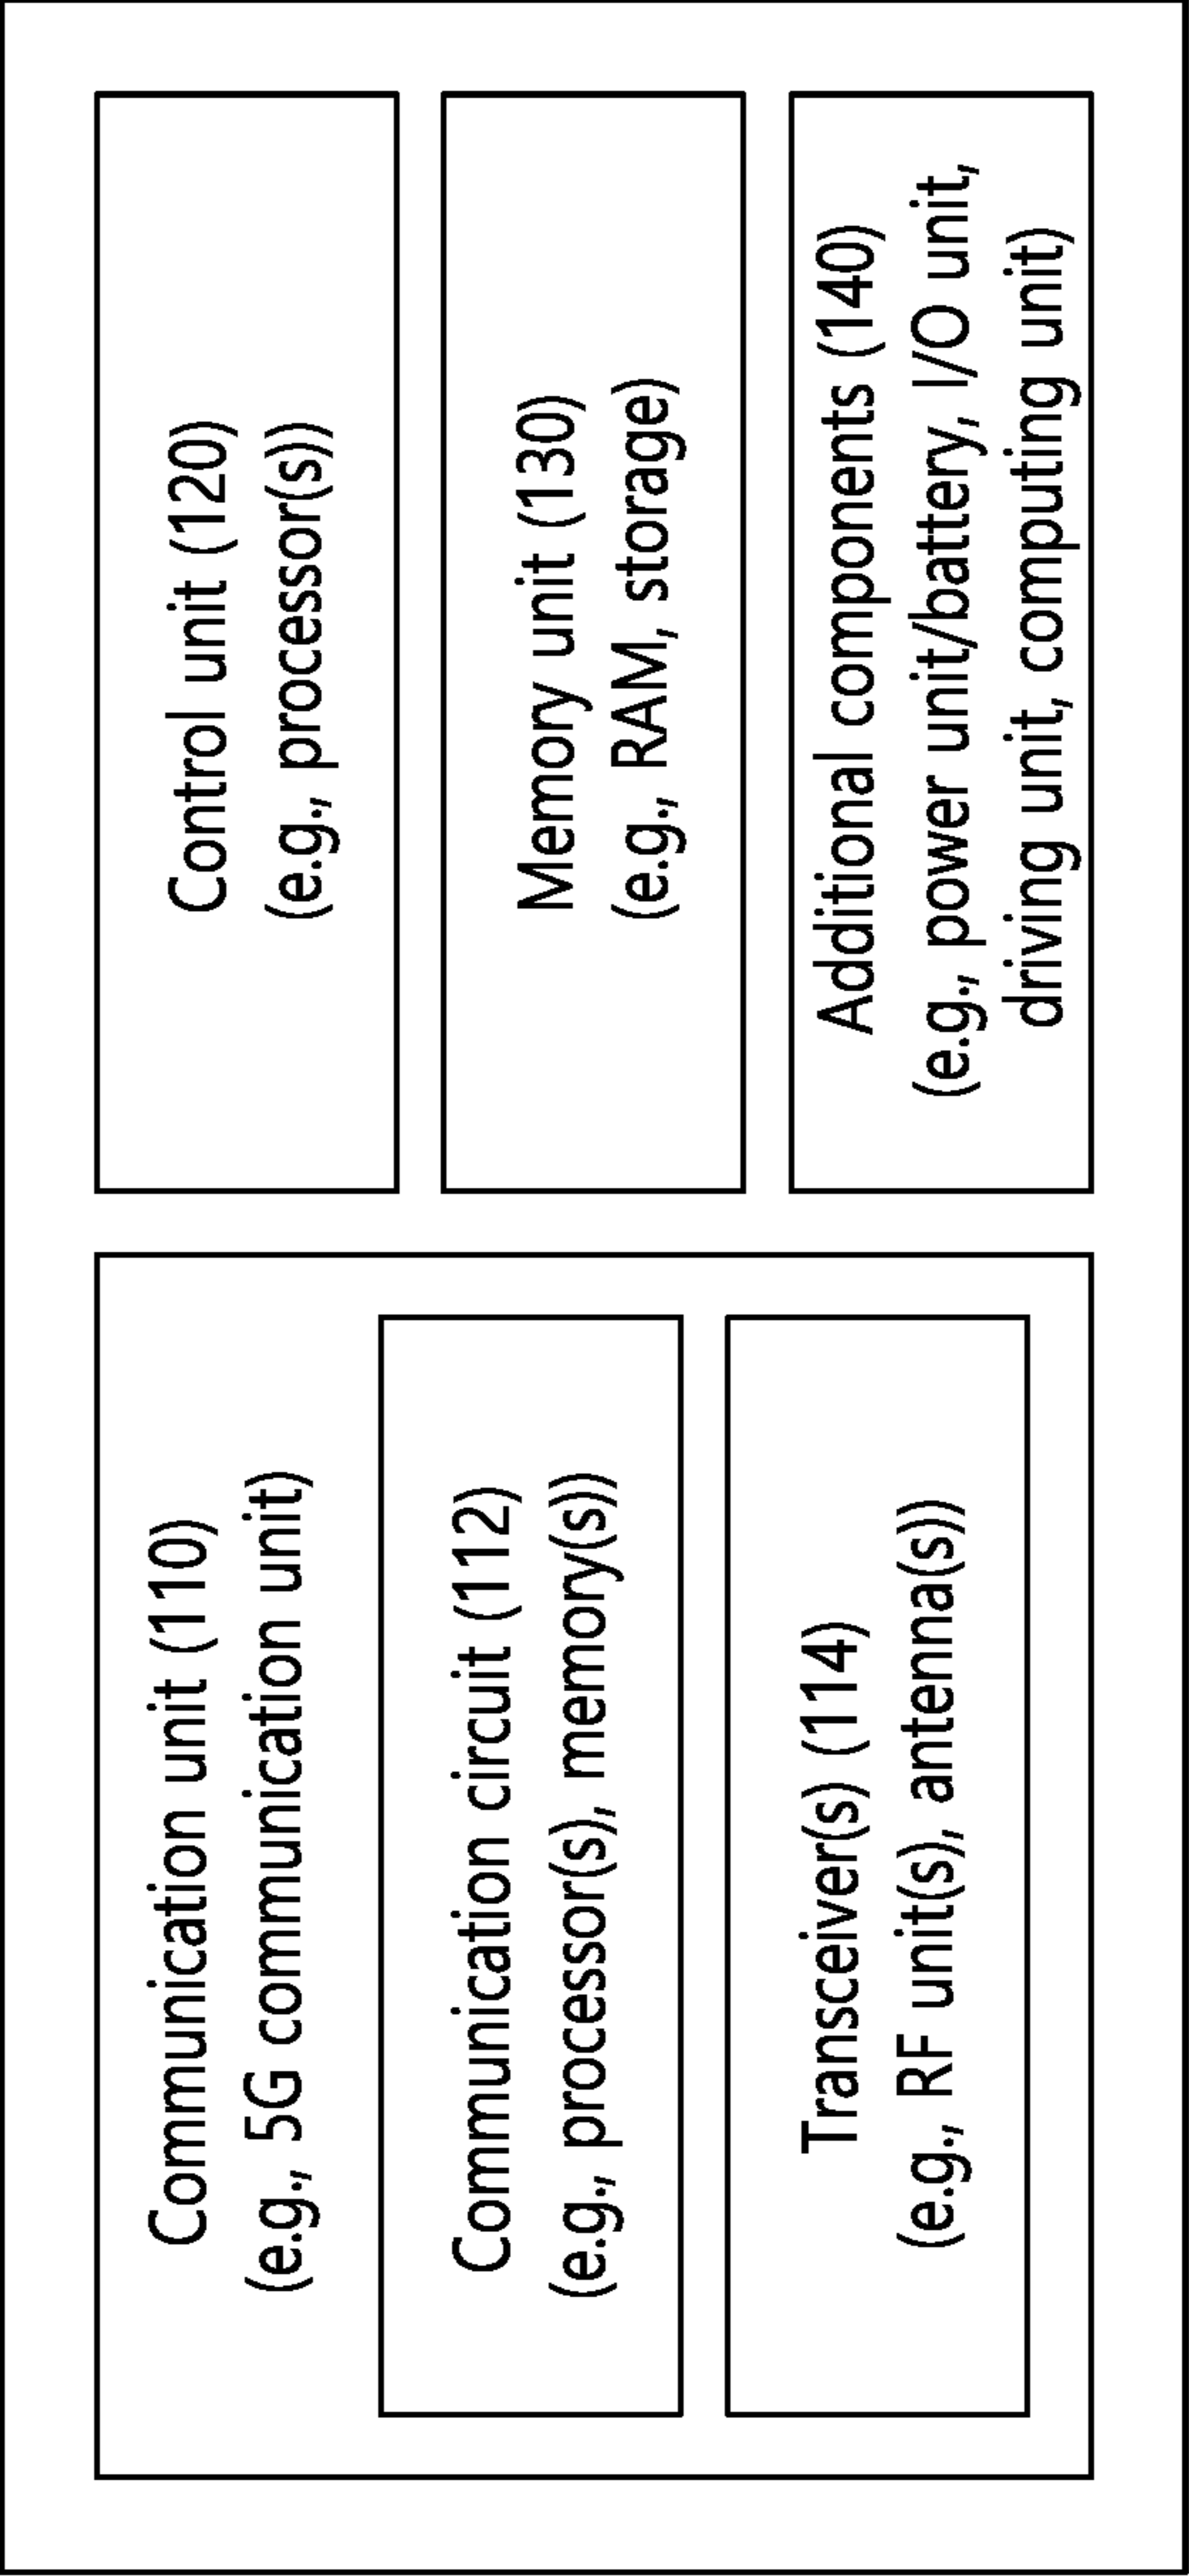 Communication unit (110)
(e.g., 5G communication unit)
Communication circuit (112)
(e.g., processor(s), memory(s))
Transceiver(s) (114)
(e.g., RF unit(s), antenna(s))
Control unit (120)
(e.g., processor(s))
Memory unit (130)
(e.g., RAM, storage)
Additional components (140)
(e.g., power unit/battery, I/O unit,
driving unit, computing unit)